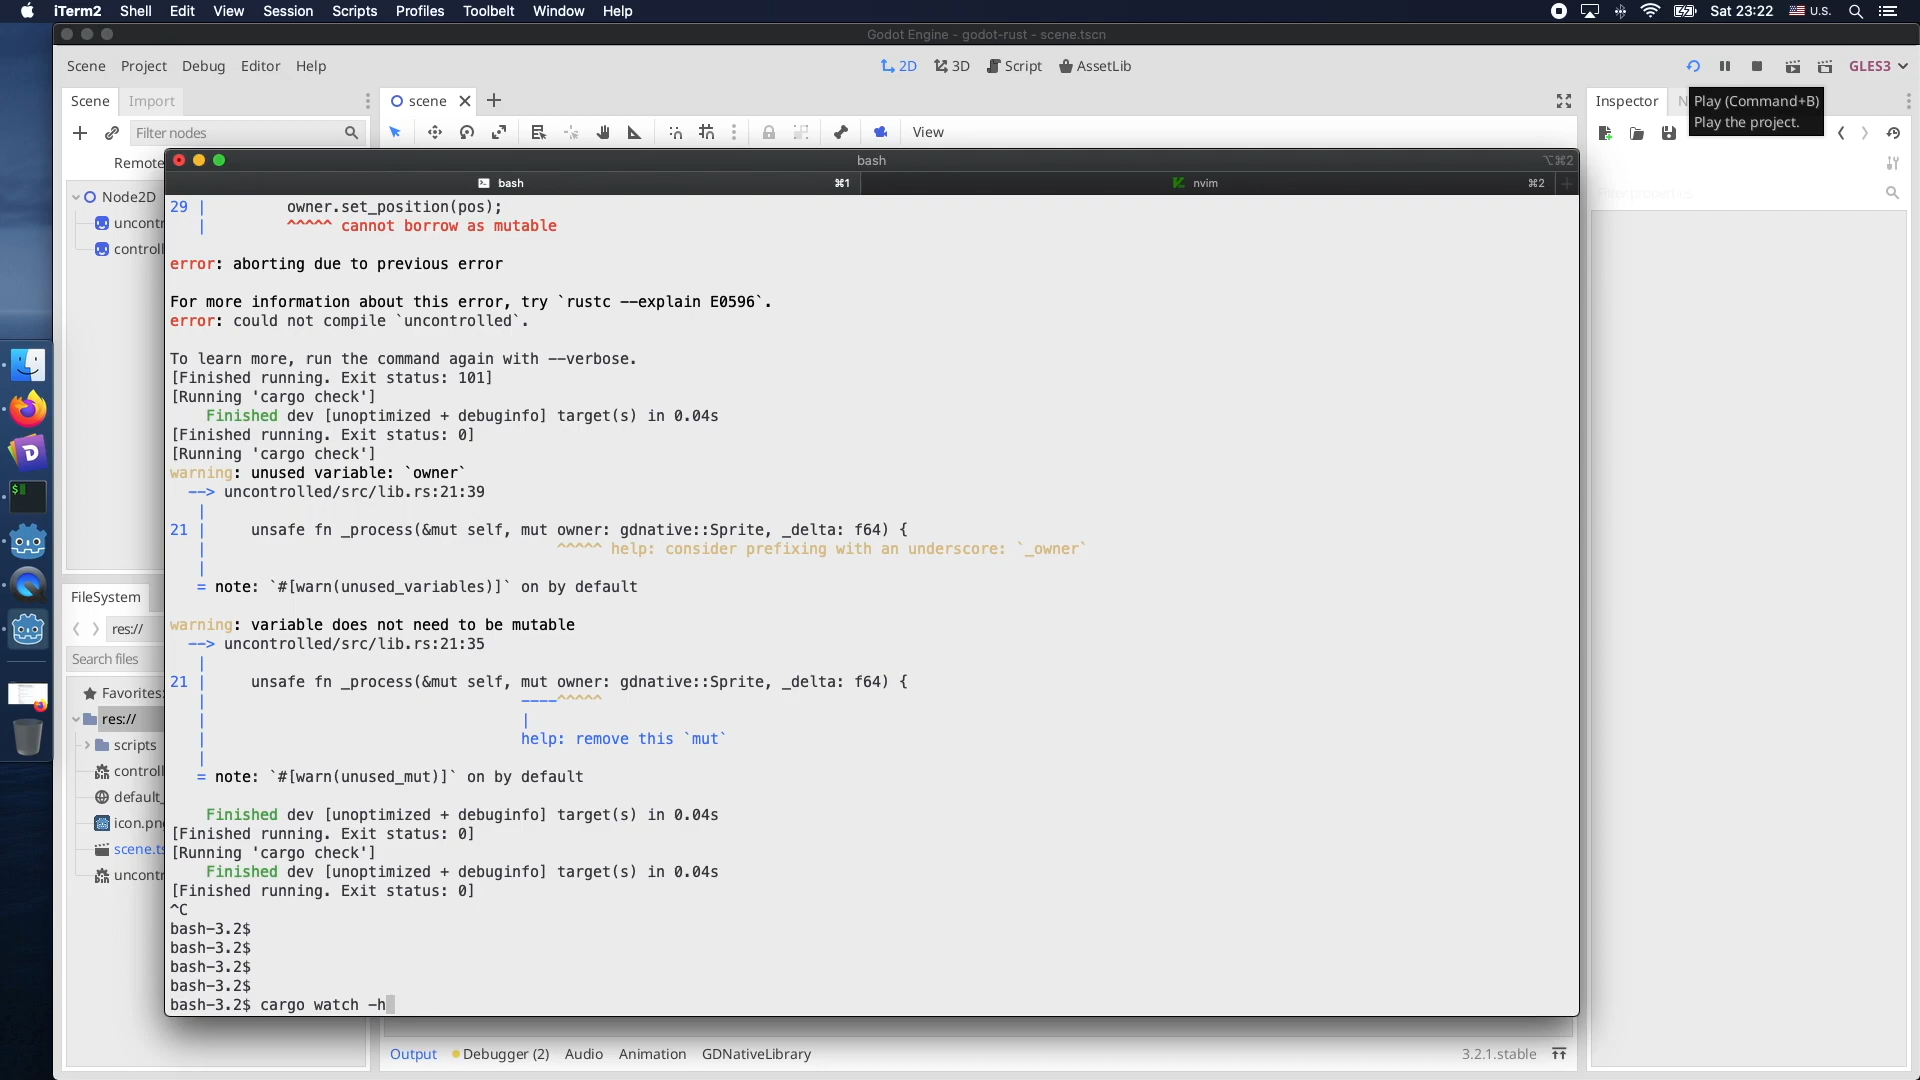 iTerm2 Shell Edit View Session Scripts Profiles Toolbelt Window Help
Sat 23:22 U.S.
Godot Engine - godot-rust - scene.tscn
Scene Project Debug Editor Help
2D 3D Script AssetLib
GLES3
Scene Import
scene
Inspector
Play (Command+B)
Play the project.
Filter nodes
View
Remote
Filter properties
bash
⌥⌘2
bash ⌘1
nvim ⌘2
Node2D
uncontr
controll
29 | owner.set_position(pos);
| ^^^^^ cannot borrow as mutable
error: aborting due to previous error
For more information about this error, try `rustc --explain E0596`.
error: could not compile `uncontrolled`.
To learn more, run the command again with --verbose.
[Finished running. Exit status: 101]
[Running 'cargo check']
Finished dev [unoptimized + debuginfo] target(s) in 0.04s
[Finished running. Exit status: 0]
[Running 'cargo check']
warning: unused variable: `owner`
--> uncontrolled/src/lib.rs:21:39
|
21 | unsafe fn _process(&mut self, mut owner: gdnative::Sprite, _delta: f64) {
| ^^^^^ help: consider prefixing with an underscore: `_owner`
|
= note: `#[warn(unused_variables)]` on by default
warning: variable does not need to be mutable
--> uncontrolled/src/lib.rs:21:35
|
21 | unsafe fn _process(&mut self, mut owner: gdnative::Sprite, _delta: f64) {
| ----^^^^^
| |
| help: remove this `mut`
|
= note: `#[warn(unused_mut)]` on by default
Finished dev [unoptimized + debuginfo] target(s) in 0.04s
[Finished running. Exit status: 0]
[Running 'cargo check']
Finished dev [unoptimized + debuginfo] target(s) in 0.04s
[Finished running. Exit status: 0]
^C
bash-3.2$
bash-3.2$
bash-3.2$
bash-3.2$
bash-3.2$ cargo watch -h
FileSystem
res://
Search files
Favorites:
res://
scripts
controll
default_
icon.pn
scene.ts
uncontr
Output Debugger (2) Audio Animation GDNativeLibrary
3.2.1.stable